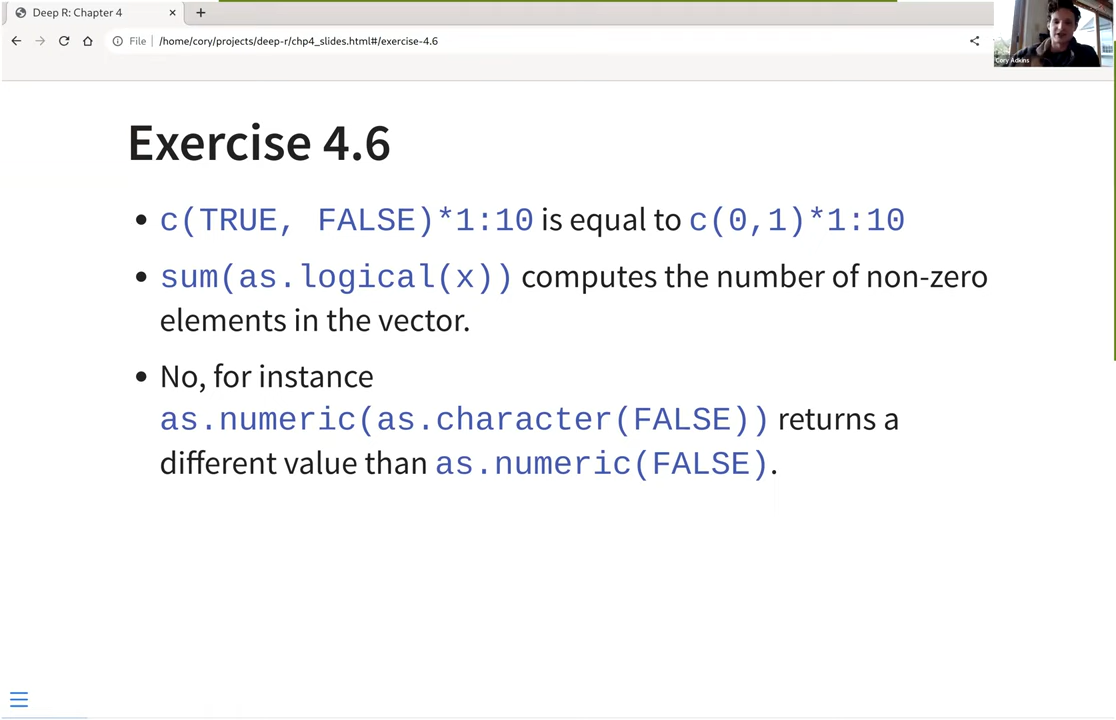 Deep R: Chapter 4
File /home/cory/projects/deep-r/chp4_slides.html#/exercise-4.6
Cory Adkins
Exercise 4.6
• c(TRUE, FALSE)*1:10 is equal to c(0,1)*1:10
• sum(as.logical(x)) computes the number of non-zero
elements in the vector.
• No, for instance
as.numeric(as.character(FALSE)) returns a
different value than as.numeric(FALSE).